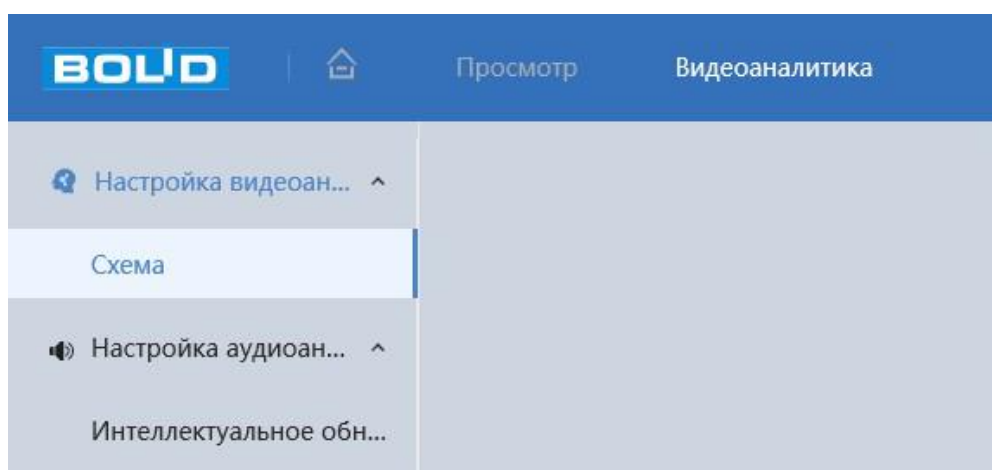 BOLID Просмотр Видеоаналитика
Настройка видеоан...
Схема
Настройка аудиоан...
Интеллектуальное обн...